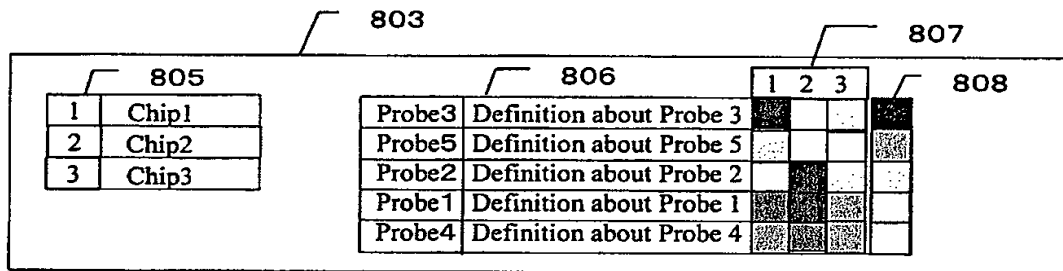 803
807
805
806
808
1 2 3
1 Chip1
2 Chip2
3 Chip3
Probe3 Definition about Probe 3
Probe5 Definition about Probe 5
Probe2 Definition about Probe 2
Probe1 Definition about Probe 1
Probe4 Definition about Probe 4